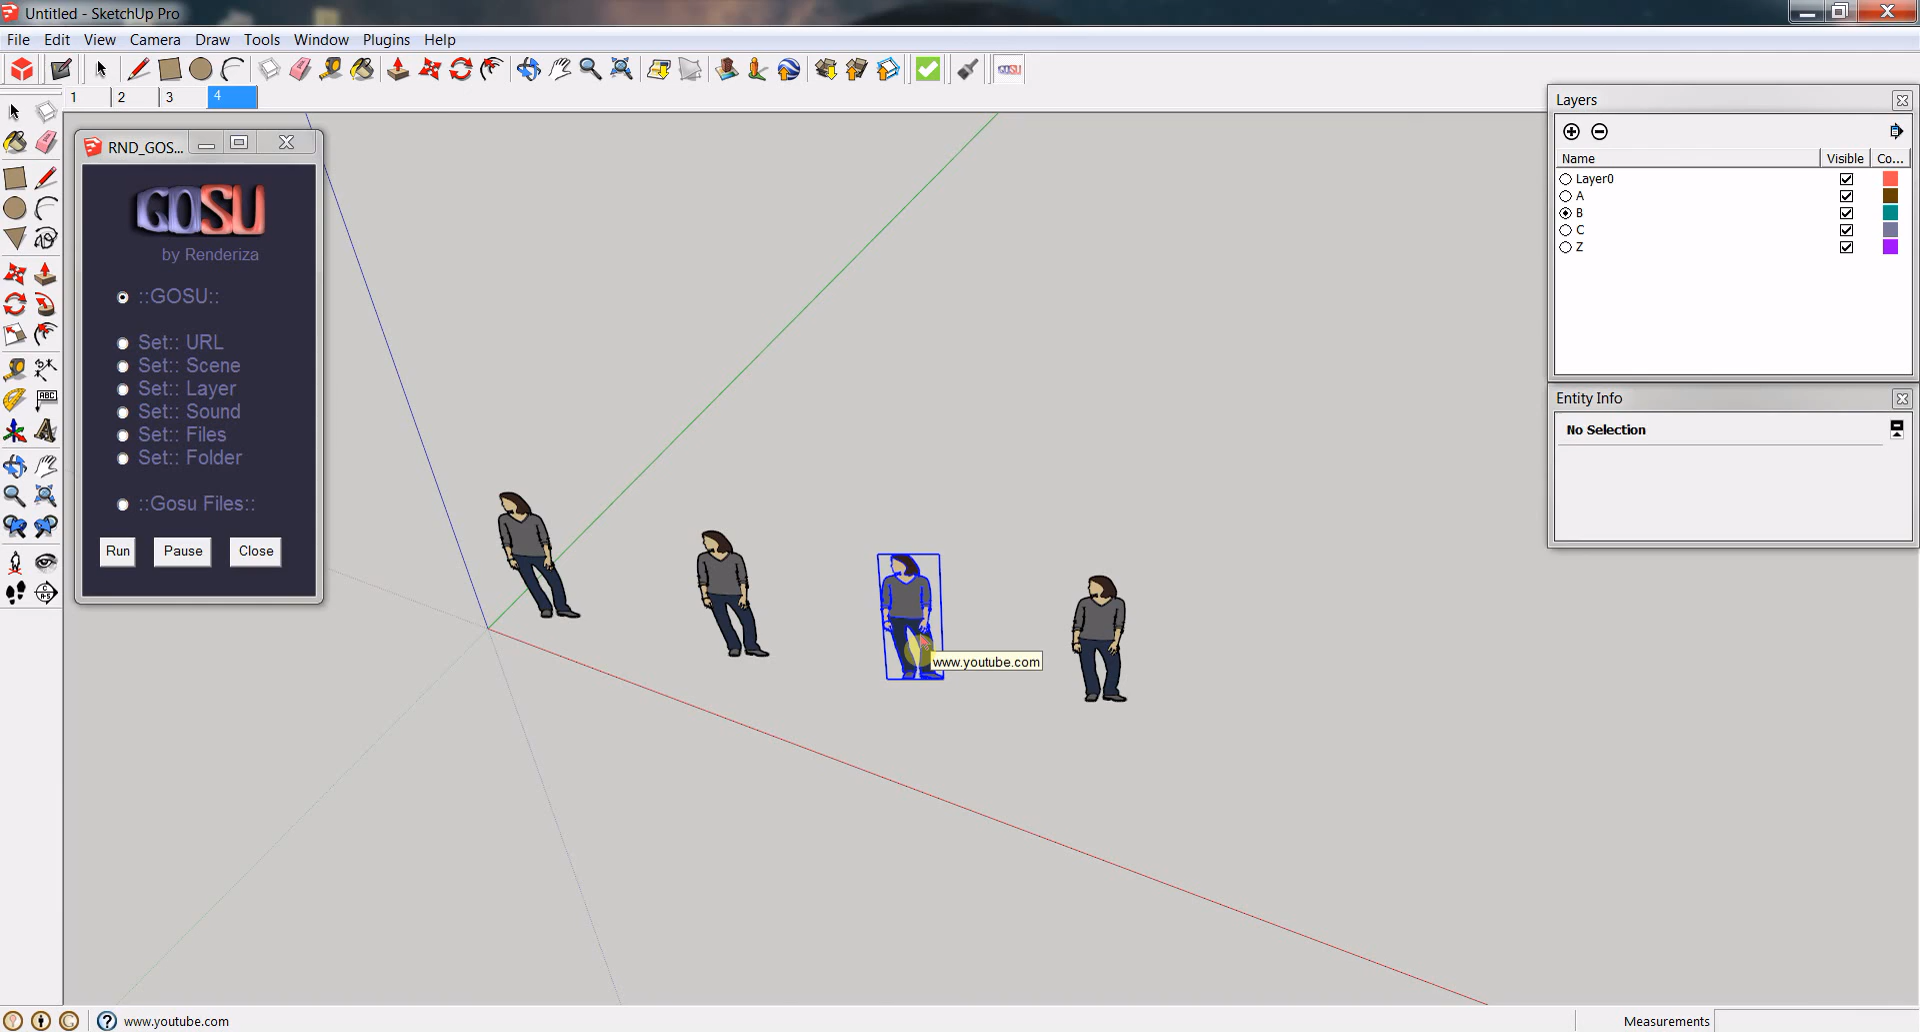 Untitled - SketchUp Pro
File Edit View Camera Draw Tools Window Plugins Help
GOSU
1 2 3 4
RND_GOS...
GOSU
by Renderiza
::GOSU::
Set:: URL
Set:: Scene
Set:: Layer
Set:: Sound
Set:: Files
Set:: Folder
::Gosu Files::
Run Pause Close
ABC
www.youtube.com
Layers
Name Visible Co...
Layer0
A
B
C
Z
Entity Info
No Selection
www.youtube.com
Measurements